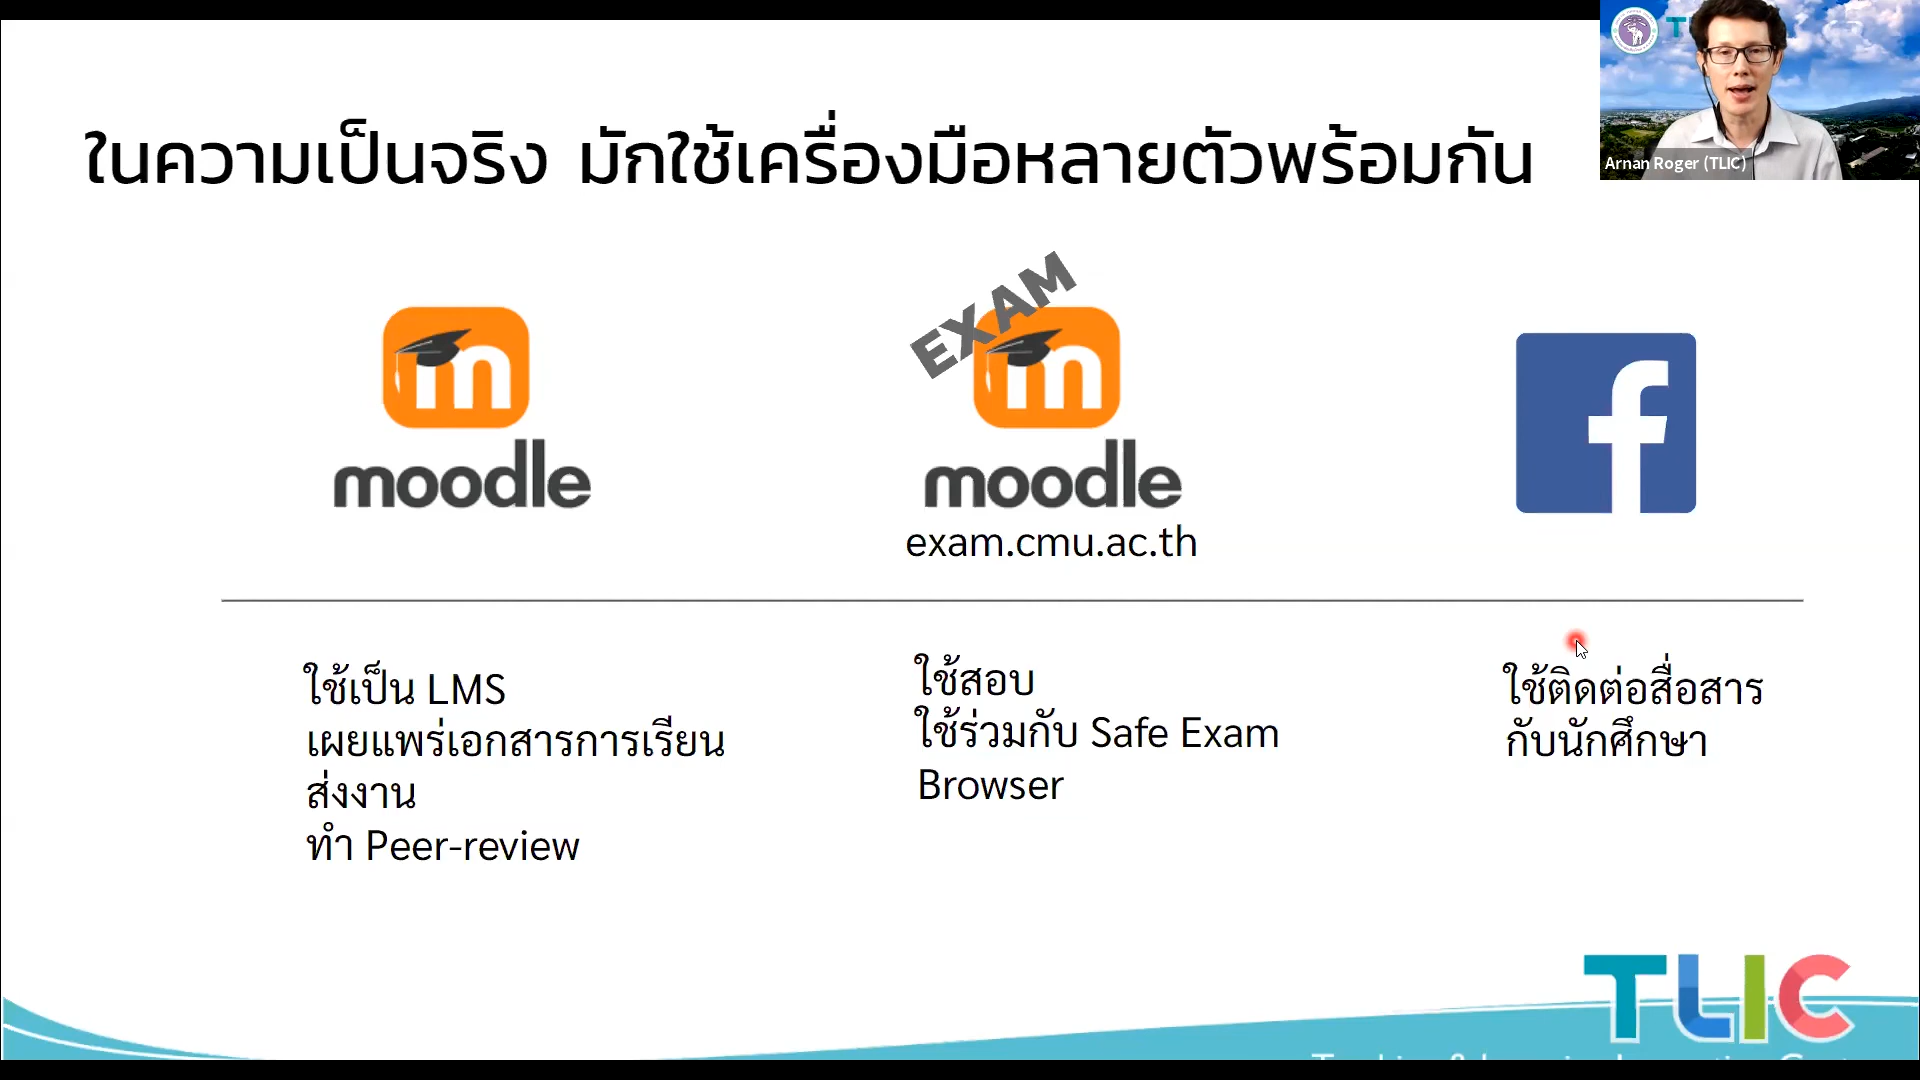 Arnan Roger (TLIC)
ในความเป็นจริง มักใช้เครื่องมือหลายตัวพร้อมกัน
moodle
EXAM
moodle
exam.cmu.ac.th
f
ใช้เป็น LMS
เผยแพร่เอกสารการเรียน
ส่งงาน
ทำ Peer-review
ใช้สอบ
ใช้ร่วมกับ Safe Exam
Browser
ใช้ติดต่อสื่อสาร
กับนักศึกษา
TLIC